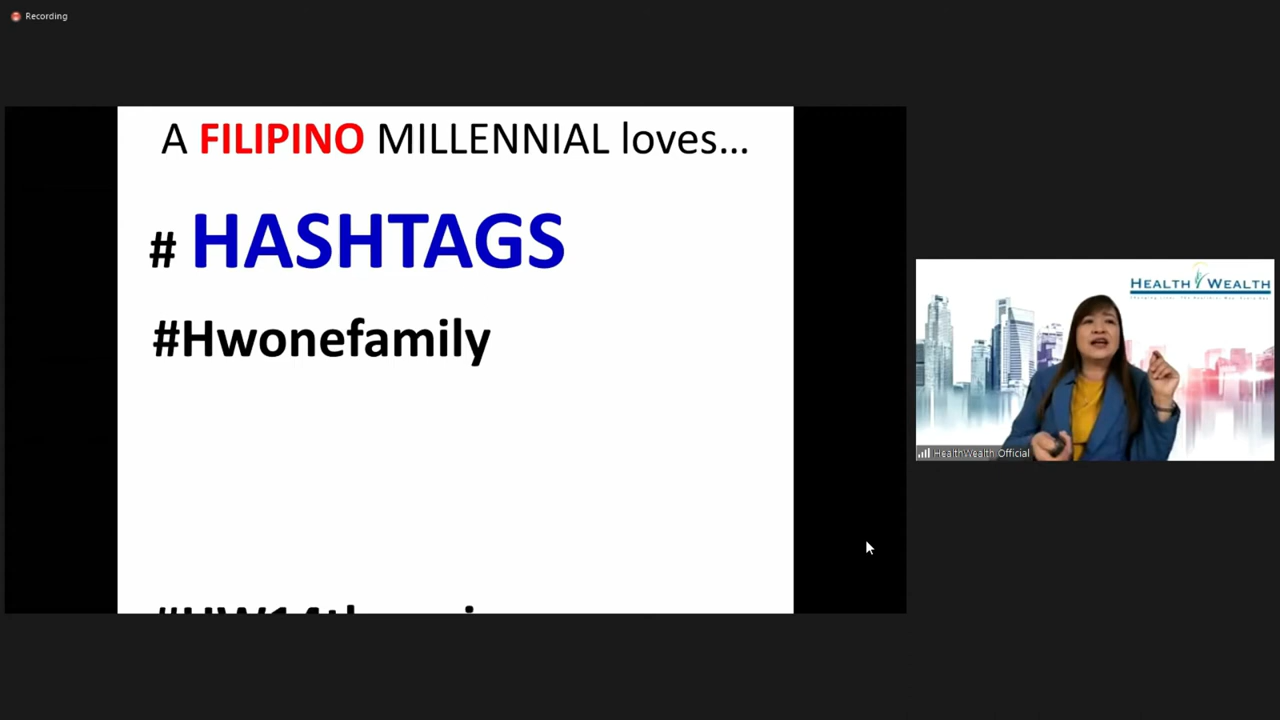 Recording
A FILIPINO MILLENNIAL loves...
# HASHTAGS
#Hwonefamily
HEALTH WEALTH
HealthWealth Official